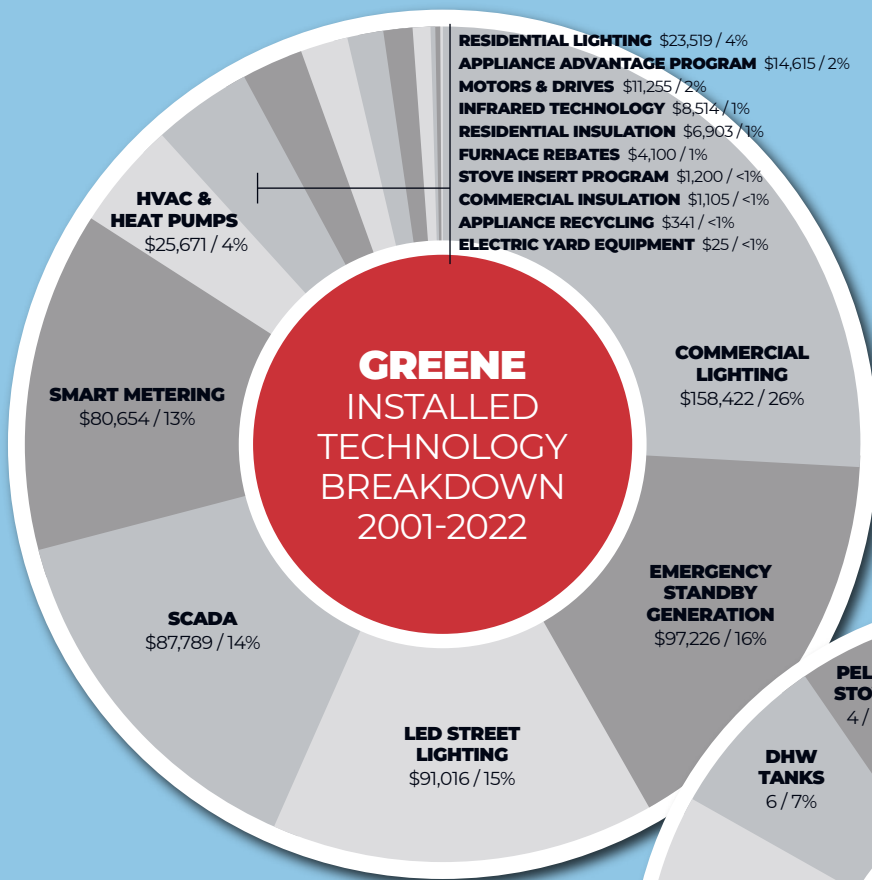 RESIDENTIAL LIGHTING $23,519 / 4%
APPLIANCE ADVANTAGE PROGRAM $14,615 / 2%
MOTORS & DRIVES $11,255 / 2%
INFRARED TECHNOLOGY $8,514 / 1%
RESIDENTIAL INSULATION $6,903 / 1%
FURNACE REBATES $4,100 / 1%
STOVE INSERT PROGRAM $1,200 / <1%
COMMERCIAL INSULATION $1,105 / <1%
APPLIANCE RECYCLING $341 / <1%
ELECTRIC YARD EQUIPMENT $25 / <1%
HVAC &
HEAT PUMPS
$25,671 / 4%
COMMERCIAL
LIGHTING
$158,422 / 26%
SMART METERING
$80,654 / 13%
GREENE
INSTALLED
TECHNOLOGY
BREAKDOWN
2001-2022
EMERGENCY
STANDBY
GENERATION
$97,226 / 16%
SCADA
$87,789 / 14%
LED STREET
LIGHTING
$91,016 / 15%
PEL
STO
4 /
DHW
TANKS
6 / 7%